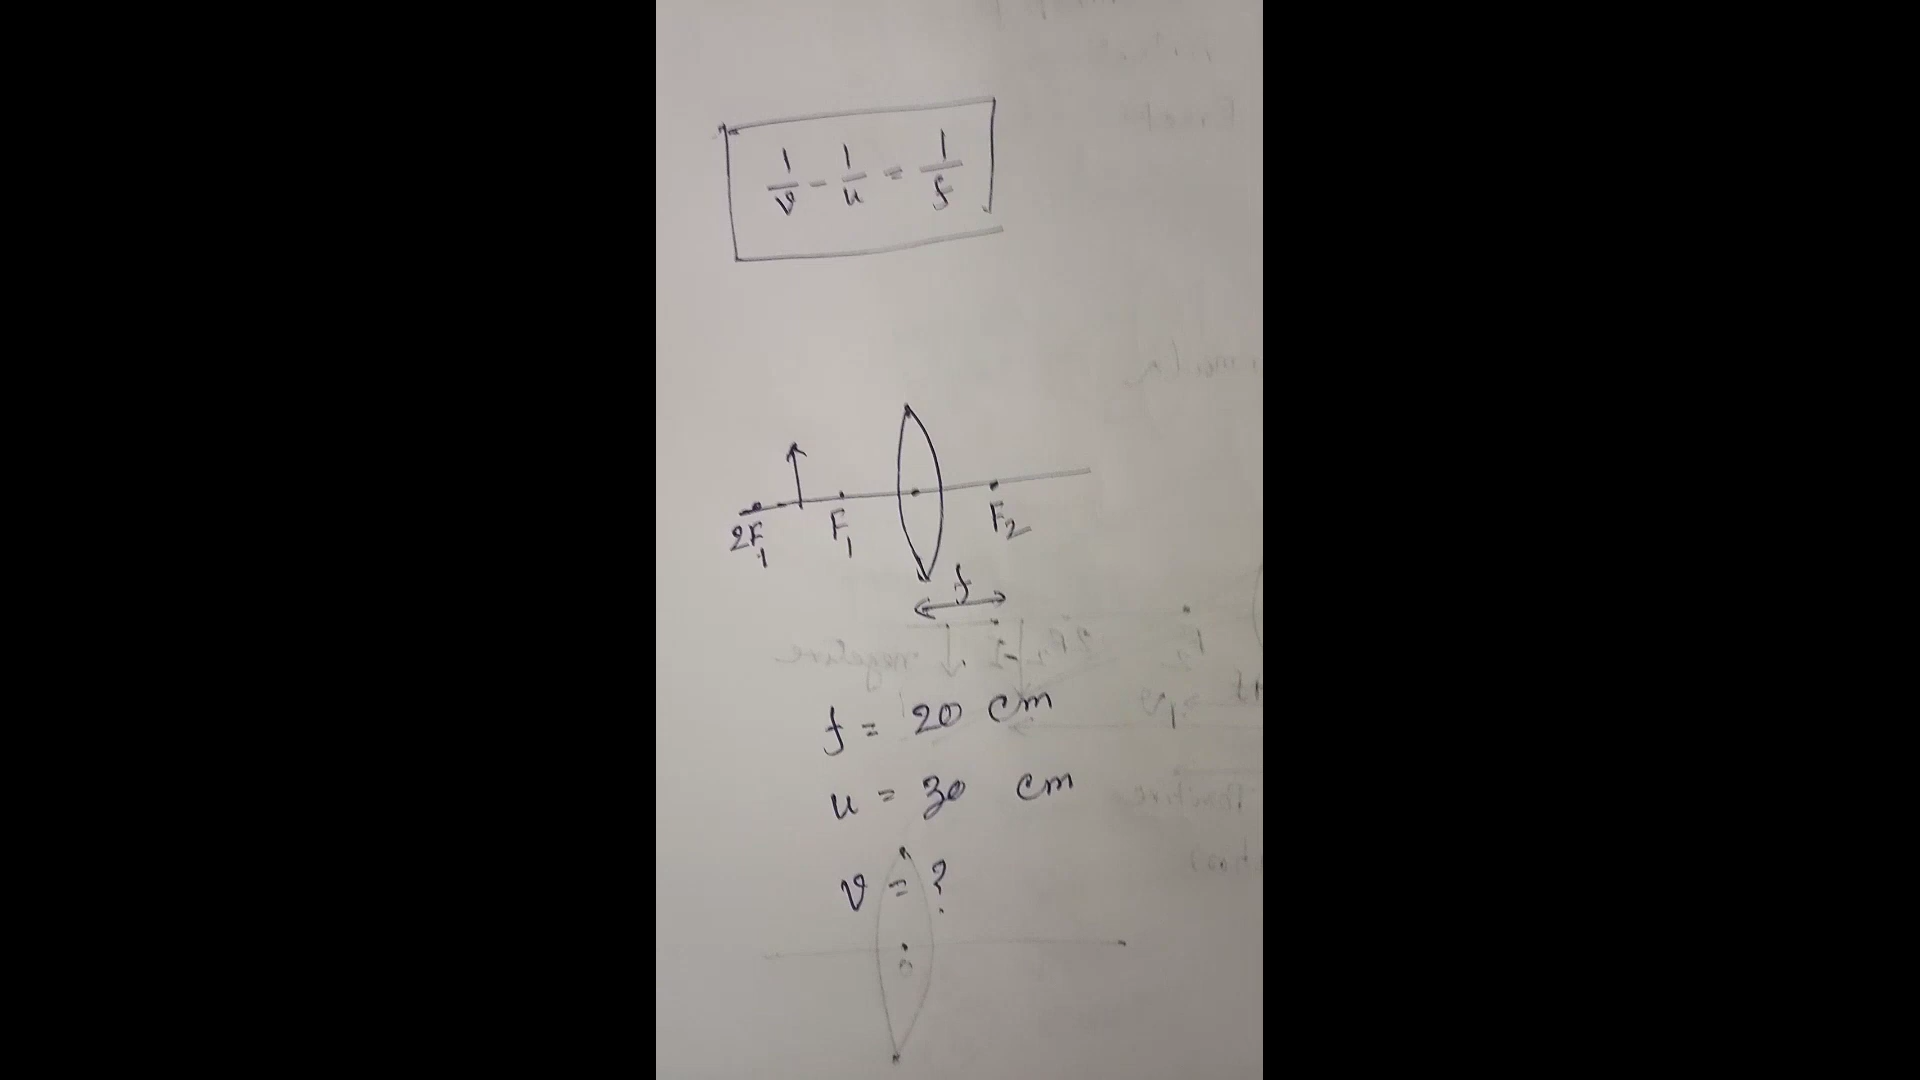 1/v - 1/u = 1/f
2F₁ F₁ F₂
f
f = 20 cm
u = 30 cm
v = ?